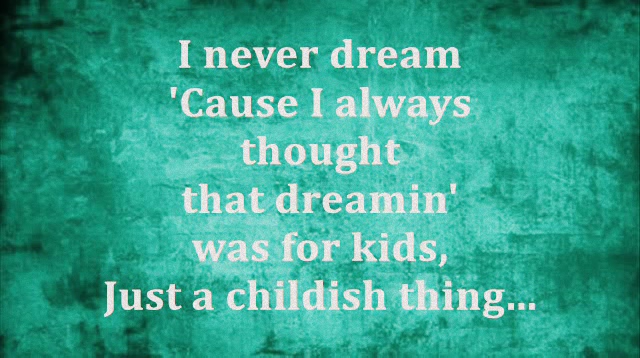 I never dream
'Cause I always
thought
that dreamin'
was for kids,
Just a childish thing...